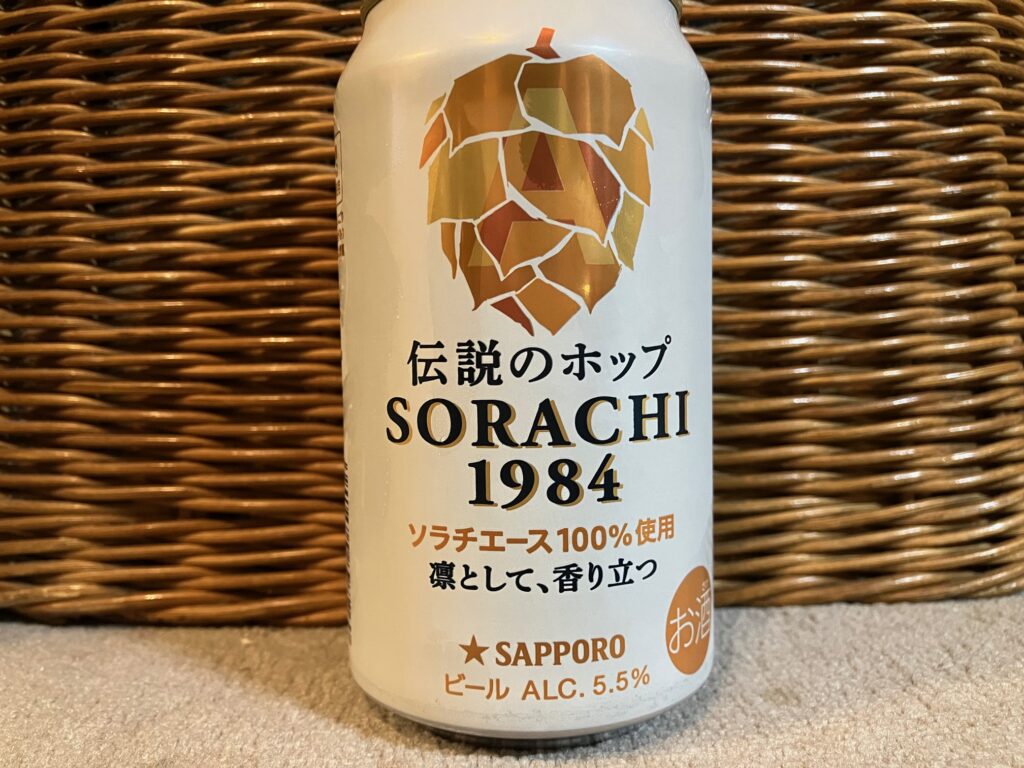 伝説のホップ
SORACHI
1984
ソラチエース100%使用
凛として、香り立つ
★SAPPORO
ビール ALC. 5.5%
お酒